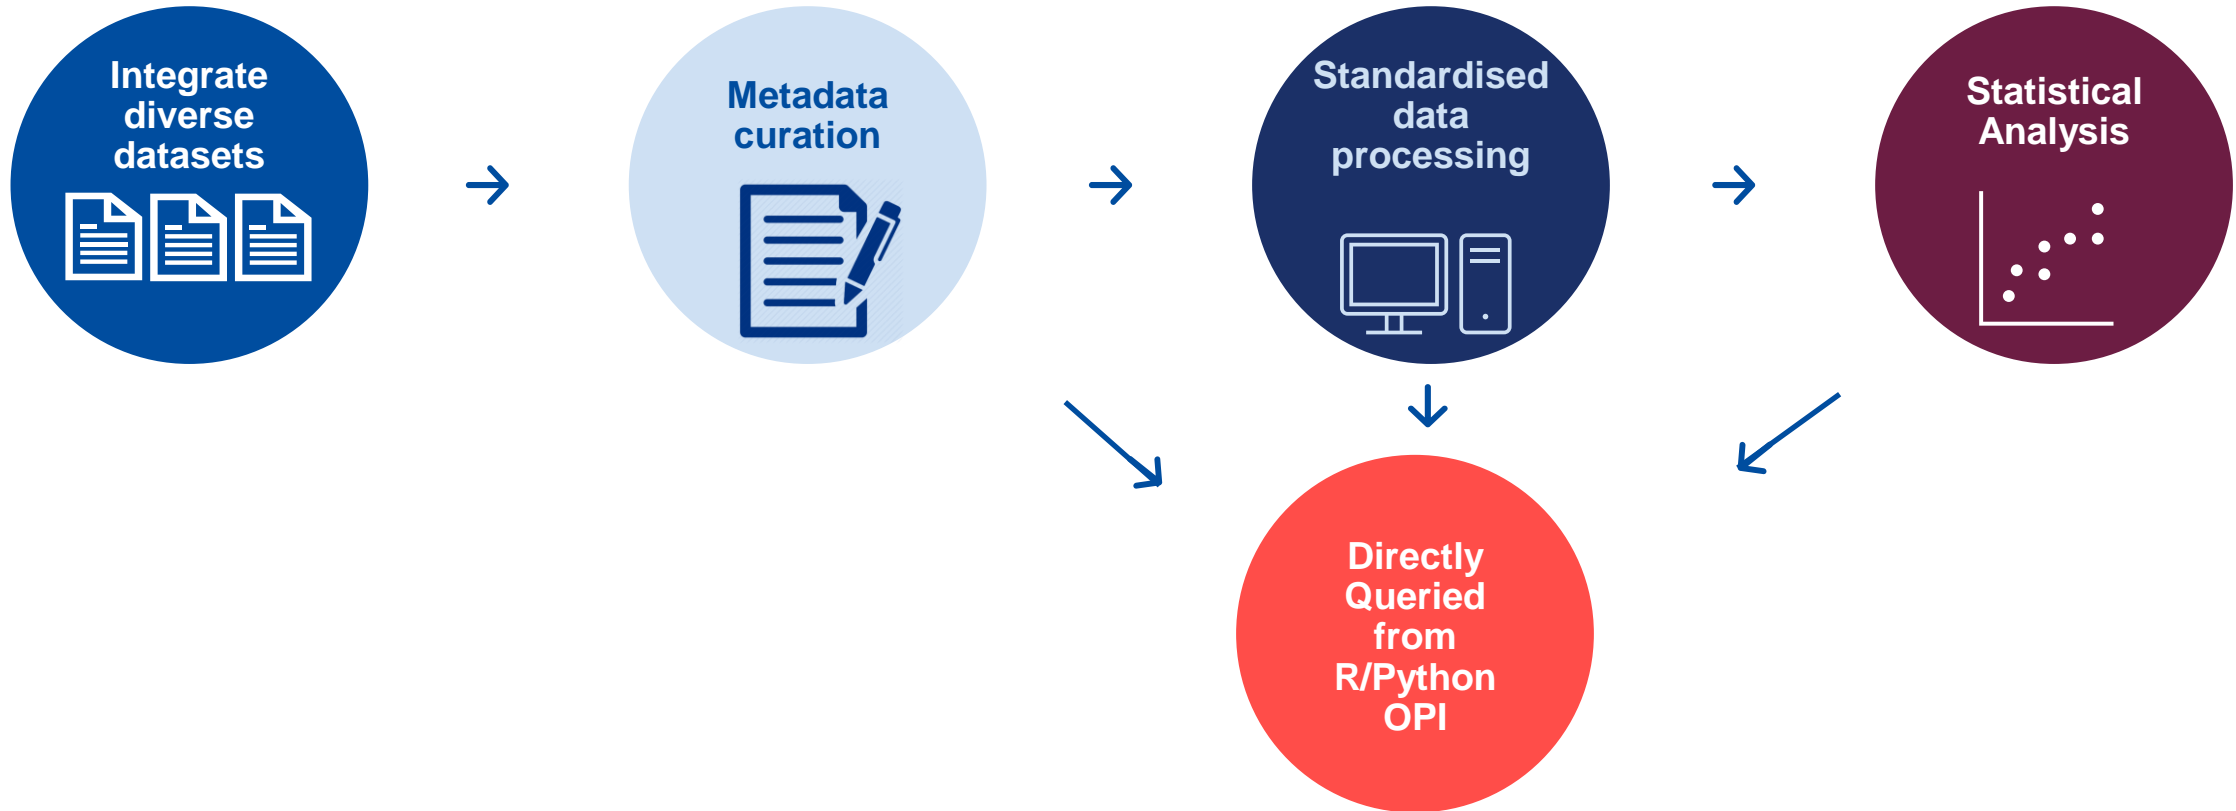 Integrate
diverse
datasets
Metadata
curation
Standardised
data
processing
Statistical
Analysis
Directly
Queried
from
R/Python
OPI